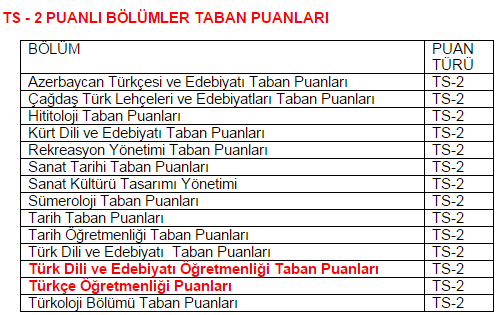 TS - 2 PUANLI BÖLÜMLER TABAN PUANLARI
BÖLÜM PUAN
TÜRÜ
Azerbaycan Türkçesi ve Edebiyatı Taban Puanları TS-2
Çağdaş Türk Lehçeleri ve Edebiyatları Taban Puanları TS-2
Hititoloji Taban Puanları TS-2
Kürt Dili ve Edebiyatı Taban Puanları TS-2
Rekreasyon Yönetimi Taban Puanları TS-2
Sanat Tarihi Taban Puanları TS-2
Sanat Kültürü Tasarımı Yönetimi TS-2
Sümeroloji Taban Puanları TS-2
Tarih Taban Puanları TS-2
Tarih Öğretmenliği Taban Puanları TS-2
Türk Dili ve Edebiyatı Taban Puanları TS-2
Türk Dili ve Edebiyatı Öğretmenliği Taban Puanları TS-2
Türkçe Öğretmenliği Puanları TS-2
Türkoloji Bölümü Taban Puanları TS-2